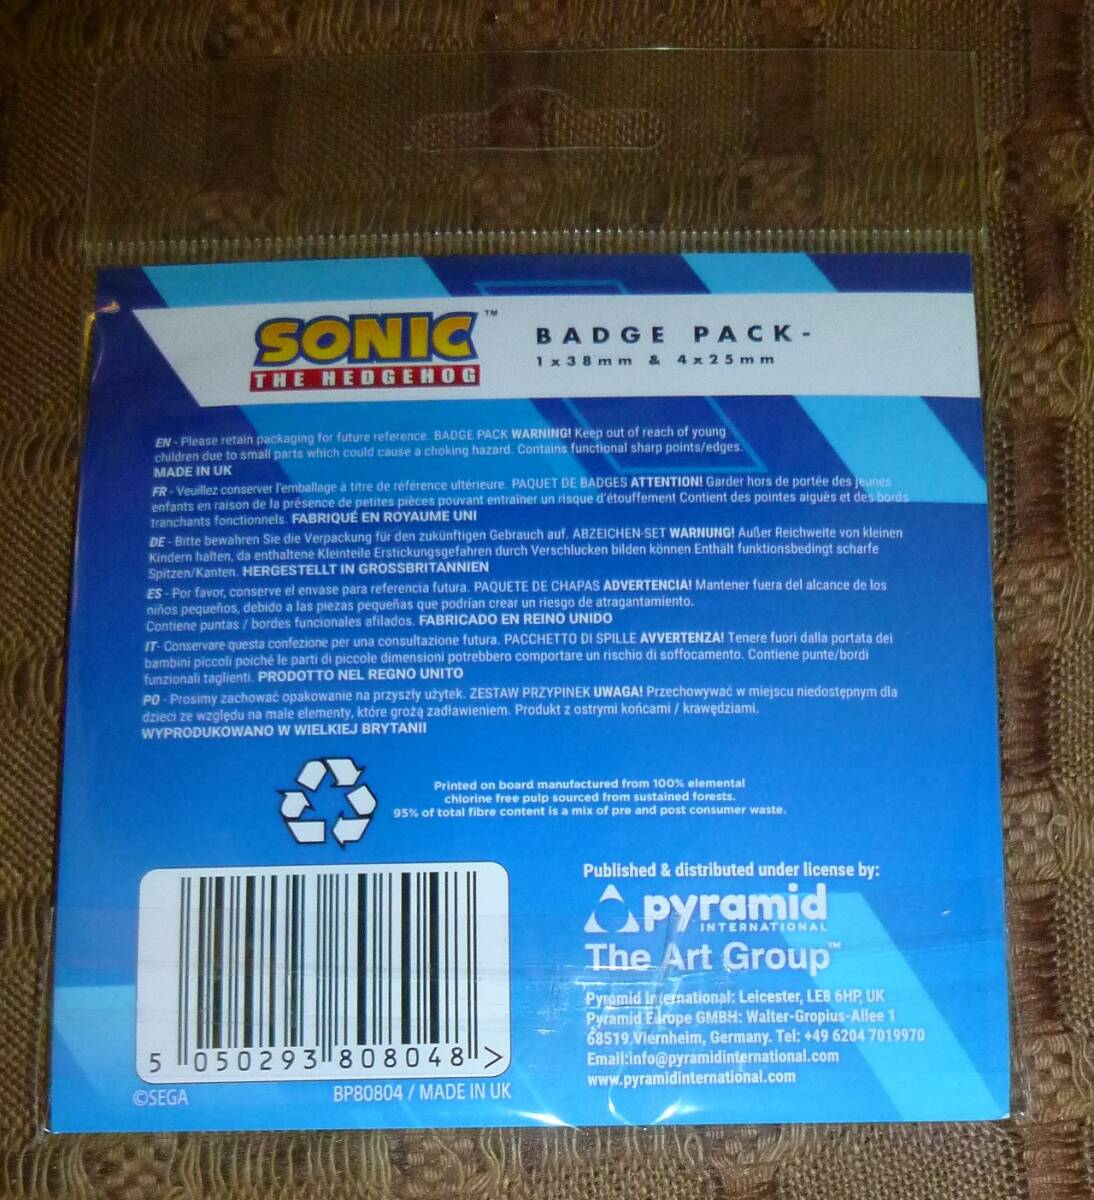 SONIC™
THE HEDGEHOG
BADGE PACK-
1x38mm & 4x25mm
EN - Please retain packaging for future reference. BADGE PACK WARNING! Keep out of reach of young
children due to small parts which could cause a choking hazard. Contains functional sharp points/edges.
MADE IN UK
FR - Veuillez conserver l'emballage à titre de référence ultérieure. PAQUET DE BADGES ATTENTION! Garder hors de portée des jeunes
enfants en raison de la présence de petites pièces pouvant entraîner un risque d'étouffement Contient des pointes aiguës et des bords
tranchants fonctionnels. FABRIQUÉ EN ROYAUME UNI
DE - Bitte bewahren Sie die Verpackung für den zukünftigen Gebrauch auf. ABZEICHEN-SET WARNUNG! Außer Reichweite von kleinen
Kindern halten, da enthaltene Kleinteile Erstickungsgefahren durch Verschlucken bilden können Enthält funktionsbedingt scharfe
Spitzen/Kanten. HERGESTELLT IN GROSSBRITANNIEN
ES - Por favor, conserve el envase para referencia futura. PAQUETE DE CHAPAS ADVERTENCIA! Mantener fuera del alcance de los
niños pequeños, debido a las piezas pequeñas que podrían crear un riesgo de atragantamiento.
Contiene puntas / bordes funcionales afilados. FABRICADO EN REINO UNIDO
IT- Conservare questa confezione per una consultazione futura. PACCHETTO DI SPILLE AVVERTENZA! Tenere fuori dalla portata dei
bambini piccoli poiché le parti di piccole dimensioni potrebbero comportare un rischio di soffocamento. Contiene punte/bordi
funzionali taglienti. PRODOTTO NEL REGNO UNITO
PO - Prosimy zachować opakowanie na przyszły użytek. ZESTAW PRZYPINEK UWAGA! Przechowywać w miejscu niedostępnym dla
dzieci ze względu na małe elementy, które grożą zadławieniem. Produkt z ostrymi końcami / krawędziami.
WYPRODUKOWANO W WIELKIEJ BRYTANII
Printed on board manufactured from 100% elemental
chlorine free pulp sourced from sustained forests.
95% of total fibre content is a mix of pre and post consumer waste.
5 050293 808048 >
©SEGA
BP80804 / MADE IN UK
Published & distributed under license by:
pyramid
INTERNATIONAL
The Art Group™
Pyramid International: Leicester, LE8 6HP, UK
Pyramid Europe GMBH: Walter-Gropius-Allee 1
68519 Viernheim, Germany. Tel: +49 6204 7019970
Email:info@pyramidinternational.com
www.pyramidinternational.com